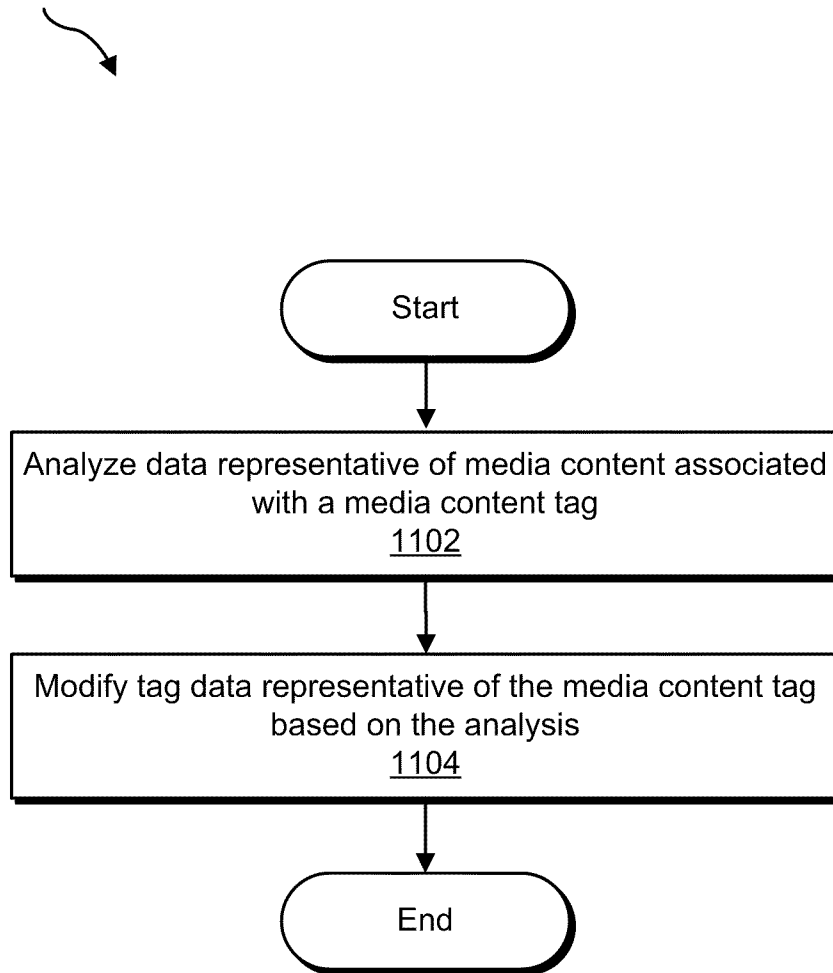 Start
Analyze data representative of media content associated
with a media content tag
1102
Modify tag data representative of the media content tag
based on the analysis
1104
End